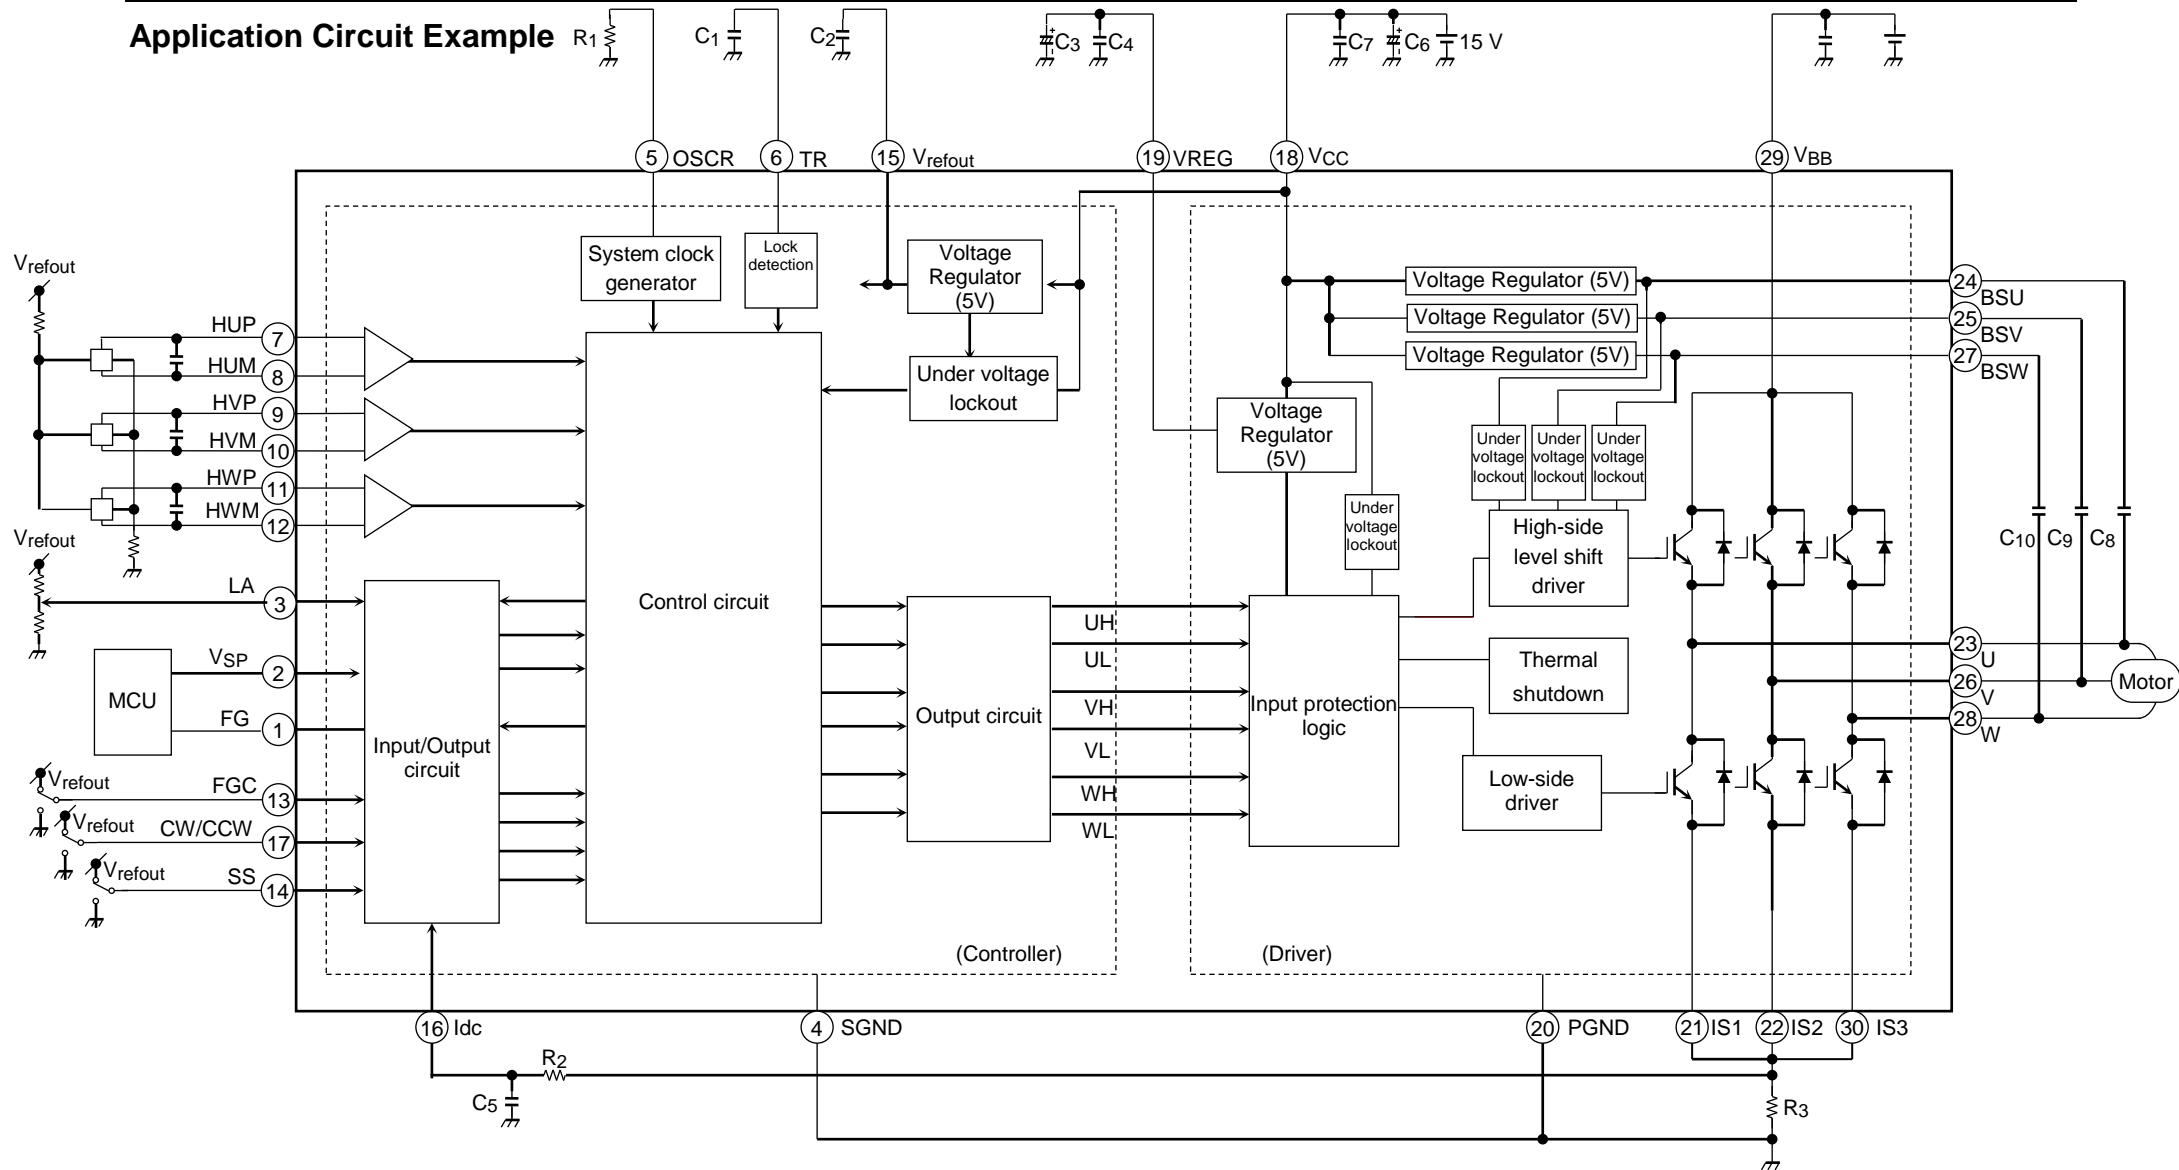 Application Circuit Example
R1
C1
C2
C3
C4
C7
C6
15 V
5
OSCR
6
TR
15
Vrefout
19
VREG
18
VCC
29
VBB
System clock
generator
Lock
detection
Voltage
Regulator
(5V)
Under voltage
lockout
Voltage Regulator (5V)
Voltage Regulator (5V)
Voltage Regulator (5V)
24
BSU
25
BSV
27
BSW
Vrefout
HUP
7
HUM
8
HVP
9
HVM
10
HWP
11
HWM
12
Voltage
Regulator
(5V)
Under
voltage
lockout
Under
voltage
lockout
Under
voltage
lockout
Under
voltage
lockout
High-side
level shift
driver
C10
C9
C8
Vrefout
LA
3
Control circuit
MCU
VSP
2
FG
1
Input/Output
circuit
Output circuit
UH
UL
VH
VL
WH
WL
Input protection
logic
Thermal
shutdown
Low-side
driver
23
U
26
V
28
W
Motor
Vrefout
FGC
13
Vrefout
CW/CCW
17
Vrefout
SS
14
(Controller)
(Driver)
16
Idc
4
SGND
20
PGND
21
IS1
22
IS2
30
IS3
R2
C5
R3